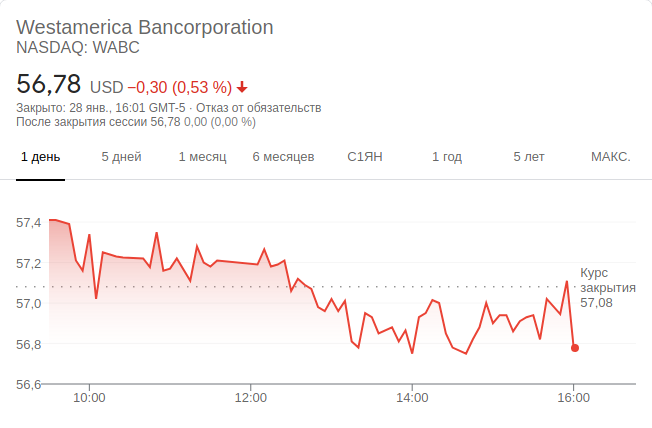 Westamerica Bancorporation
NASDAQ: WABC
56,78 USD −0,30 (0,53 %)
Закрыто: 28 янв., 16:01 GMT-5 · Отказ от обязательств
После закрытия сессии 56,78 0,00 (0,00 %)
1 день 5 дней 1 месяц 6 месяцев С1ЯН 1 год 5 лет МАКС.
57,4
57,2
Курс
закрытия
57,08
57,0
56,8
56,6
10:00 12:00 14:00 16:00